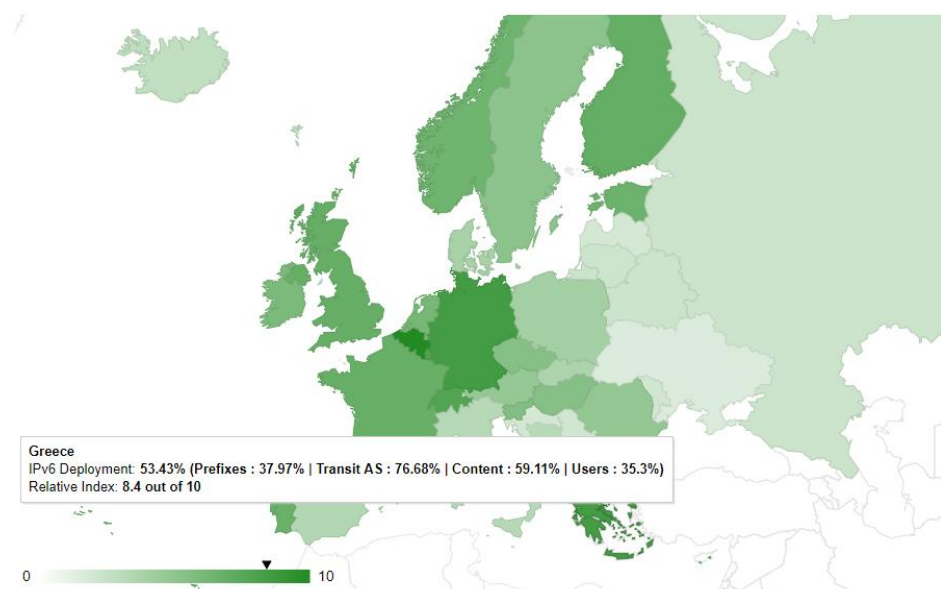 Greece
IPv6 Deployment: 53.43% (Prefixes : 37.97% | Transit AS : 76.68% | Content : 59.11% | Users : 35.3%)
Relative Index: 8.4 out of 10
0 10